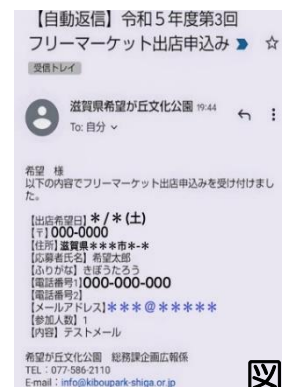 【自動返信】令和5年度第3回
フリーマーケット出店申込み
受信トレイ
滋賀県希望が丘文化公園 19:44
To: 自分
希望 様
以下の内容でフリーマーケット出店申込みを受け付けまし
た。
【出店希望日】＊/＊(土)
【〒】000-0000
【住所】滋賀県＊＊＊市＊-＊
【応募者氏名】希望太郎
【ふりがな】きぼうたろう
【電話番号1】000-000-000
【電話番号2】
【メールアドレス】＊＊＊@＊＊＊＊＊
【参加人数】1
【内容】テストメール
希望が丘文化公園 総務課企画広報係
TEL：077-586-2110
E-mail：info@kiboupark-shiga.or.jp
図